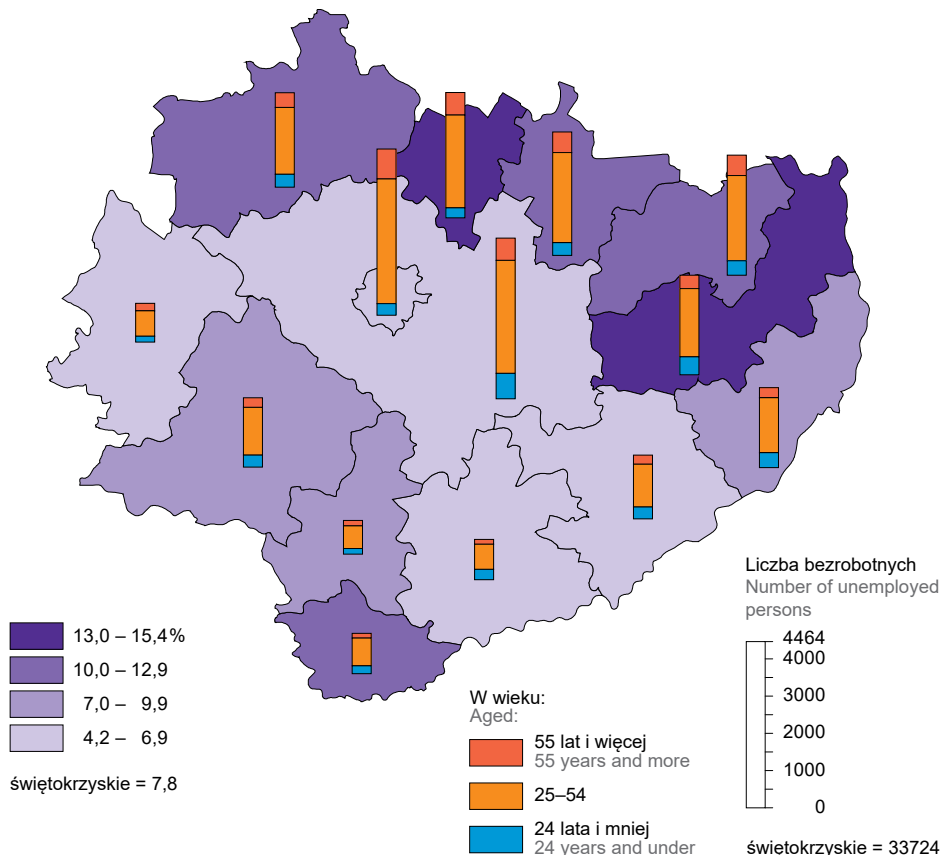 13,0 – 15,4%
10,0 – 12,9
7,0 – 9,9
4,2 – 6,9
świętokrzyskie = 7,8
W wieku:
Aged:
55 lat i więcej
55 years and more
25–54
24 lata i mniej
24 years and under
Liczba bezrobotnych
Number of unemployed
persons
4464
4000
3000
2000
1000
0
świętokrzyskie = 33724